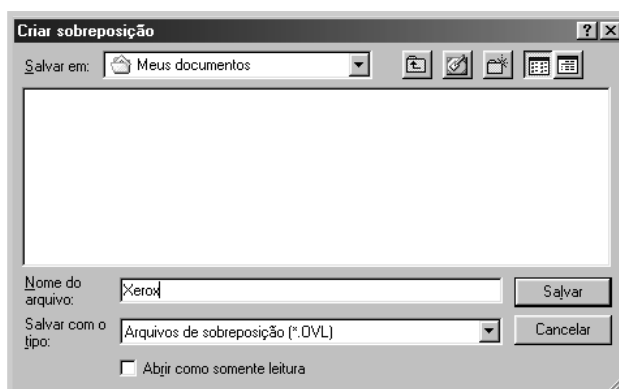 Criar sobreposição
Salvar em: Meus documentos
Nome do
arquivo: Xerox
Salvar
Salvar com o
tipo: Arquivos de sobreposição (*.OVL)
Cancelar
Abrir como somente leitura